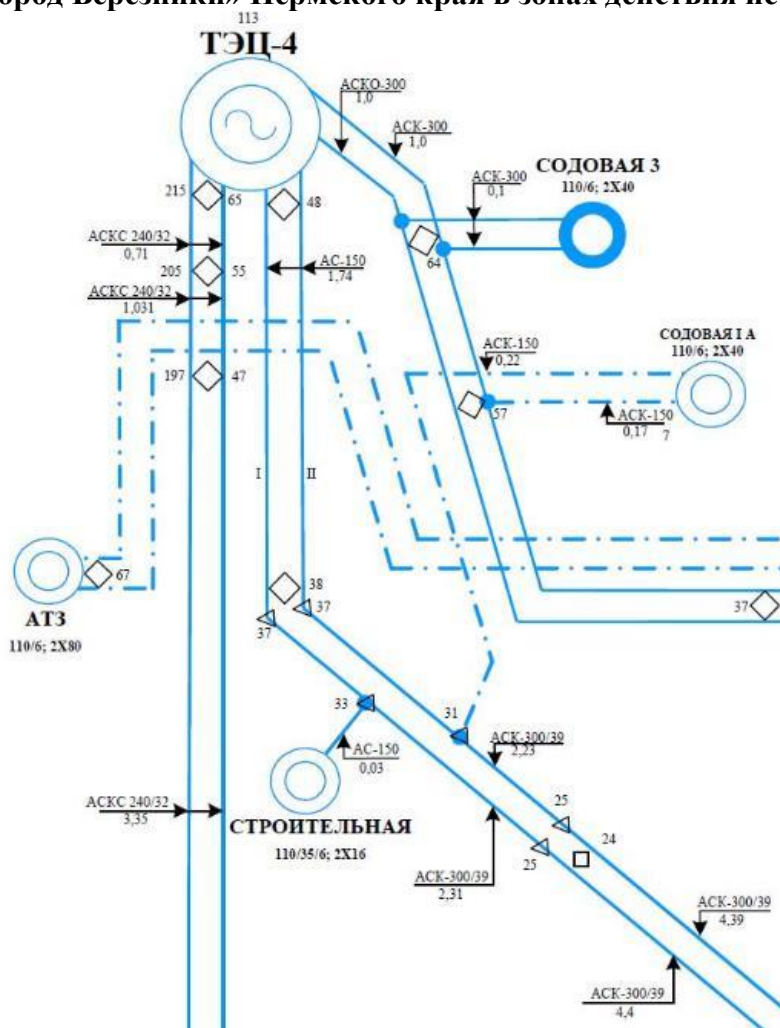 ород Березники» Пермского края в зонах действия ис
113
ТЭЦ-4
АСКО-300
1,0
АСК-300
1,0
АСК-300
0,1
СОДОВАЯ 3
110/6; 2Х40
215
65
48
64
АСКС 240/32
0,71
205
55
АС-150
1,74
АСКС 240/32
1,031
СОДОВАЯ I А
110/6; 2Х40
АСК-150
0,22
197
47
57
АСК-150
0,17
7
I
II
67
АТЗ
110/6; 2Х80
38
37
37
37
33
31
АС-150
0,03
АСК-300/39
2,23
АСКС 240/32
3,35
СТРОИТЕЛЬНАЯ
110/35/6; 2Х16
25
24
25
АСК-300/39
2,31
АСК-300/39
4,39
АСК-300/39
4,4